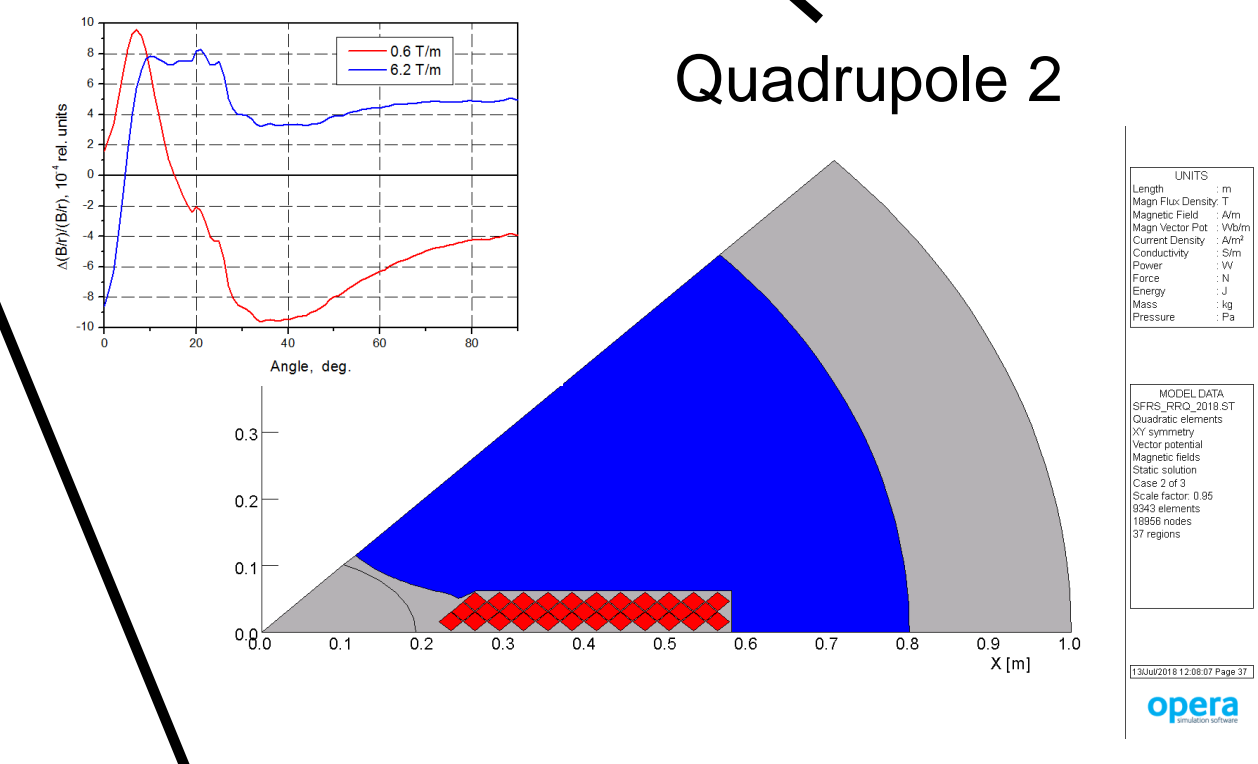 Quadrupole 2
10
8
6
4
2
0
-2
-4
-6
-8
-10
Δ(B/r)/(B/r), 10⁻⁴ rel. units
0.6 T/m
6.2 T/m
0 20 40 60 80
Angle, deg.
0.3
0.2
0.1
0.0
0.0 0.1 0.2 0.3 0.4 0.5 0.6 0.7 0.8 0.9 1.0
X [m]
UNITS
Length : m
Magn Flux Density: T
Magnetic Field : A/m
Magn Vector Pot : Wb/m
Current Density : A/m²
Conductivity : S/m
Power : W
Force : N
Energy : J
Mass : kg
Pressure : Pa
MODEL DATA
SFRS_RRQ_2018.ST
Quadratic elements
XY symmetry
Vector potential
Magnetic fields
Static solution
Case 2 of 3
Scale factor: 0.95
9343 elements
18956 nodes
37 regions
13/Jul/2018 12:08:07 Page 37
opera
simulation software